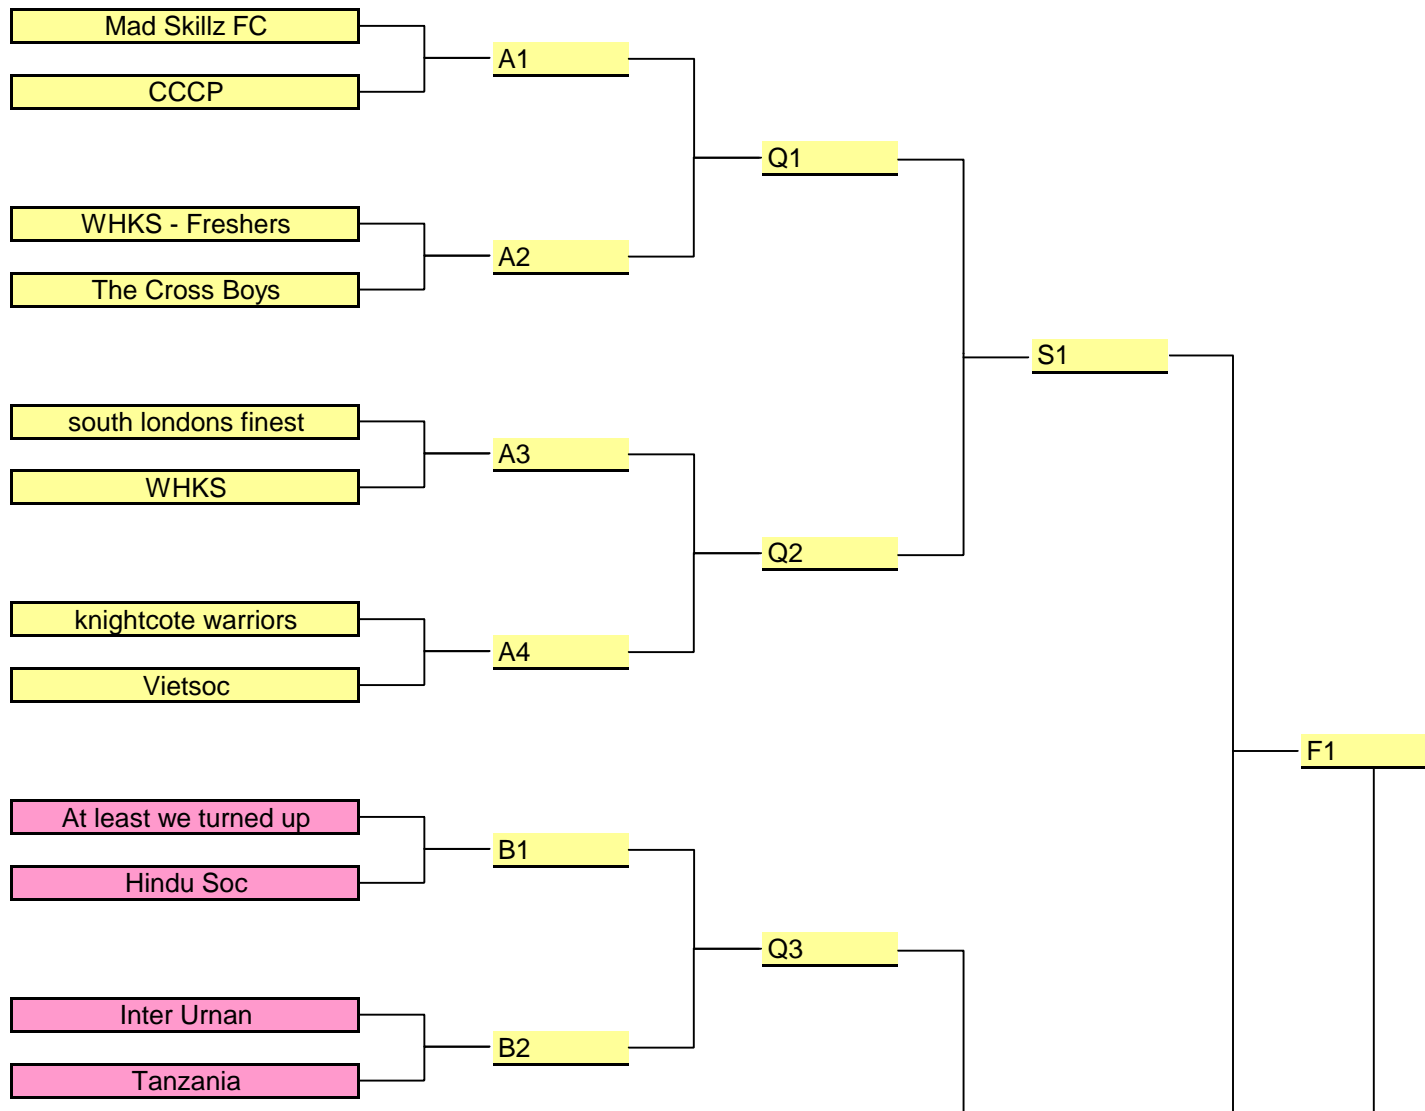 Mad Skillz FC
A1
CCCP
Q1
WHKS - Freshers
A2
The Cross Boys
S1
south londons finest
A3
WHKS
Q2
knightcote warriors
A4
Vietsoc
F1
At least we turned up
B1
Hindu Soc
Q3
Inter Urnan
B2
Tanzania